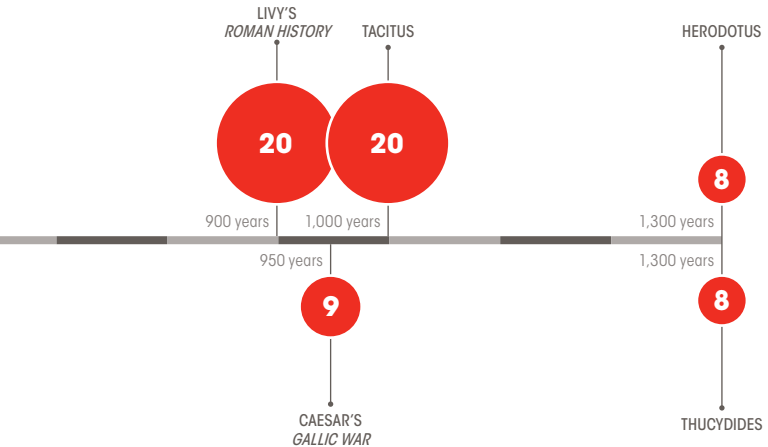 LIVY'S
ROMAN HISTORY
TACITUS
HERODOTUS
20
20
8
900 years
1,000 years
1,300 years
950 years
1,300 years
9
8
CAESAR'S
GALLIC WAR
THUCYDIDES